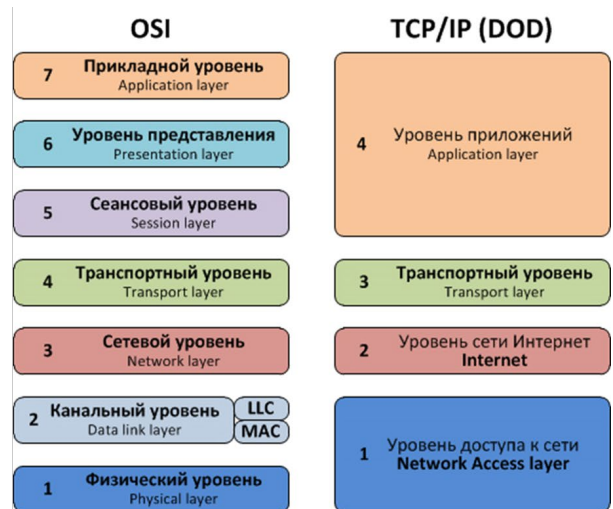 OSI
7
Прикладной уровень
Application layer
6
Уровень представления
Presentation layer
5
Сеансовый уровень
Session layer
4
Транспортный уровень
Transport layer
3
Сетевой уровень
Network layer
2
Канальный уровень
Data link layer
LLC
MAC
1
Физический уровень
Physical layer
TCP/IP (DOD)
4
Уровень приложений
Application layer
3
Транспортный уровень
Transport layer
2
Уровень сети Интернет
Internet
1
Уровень доступа к сети
Network Access layer